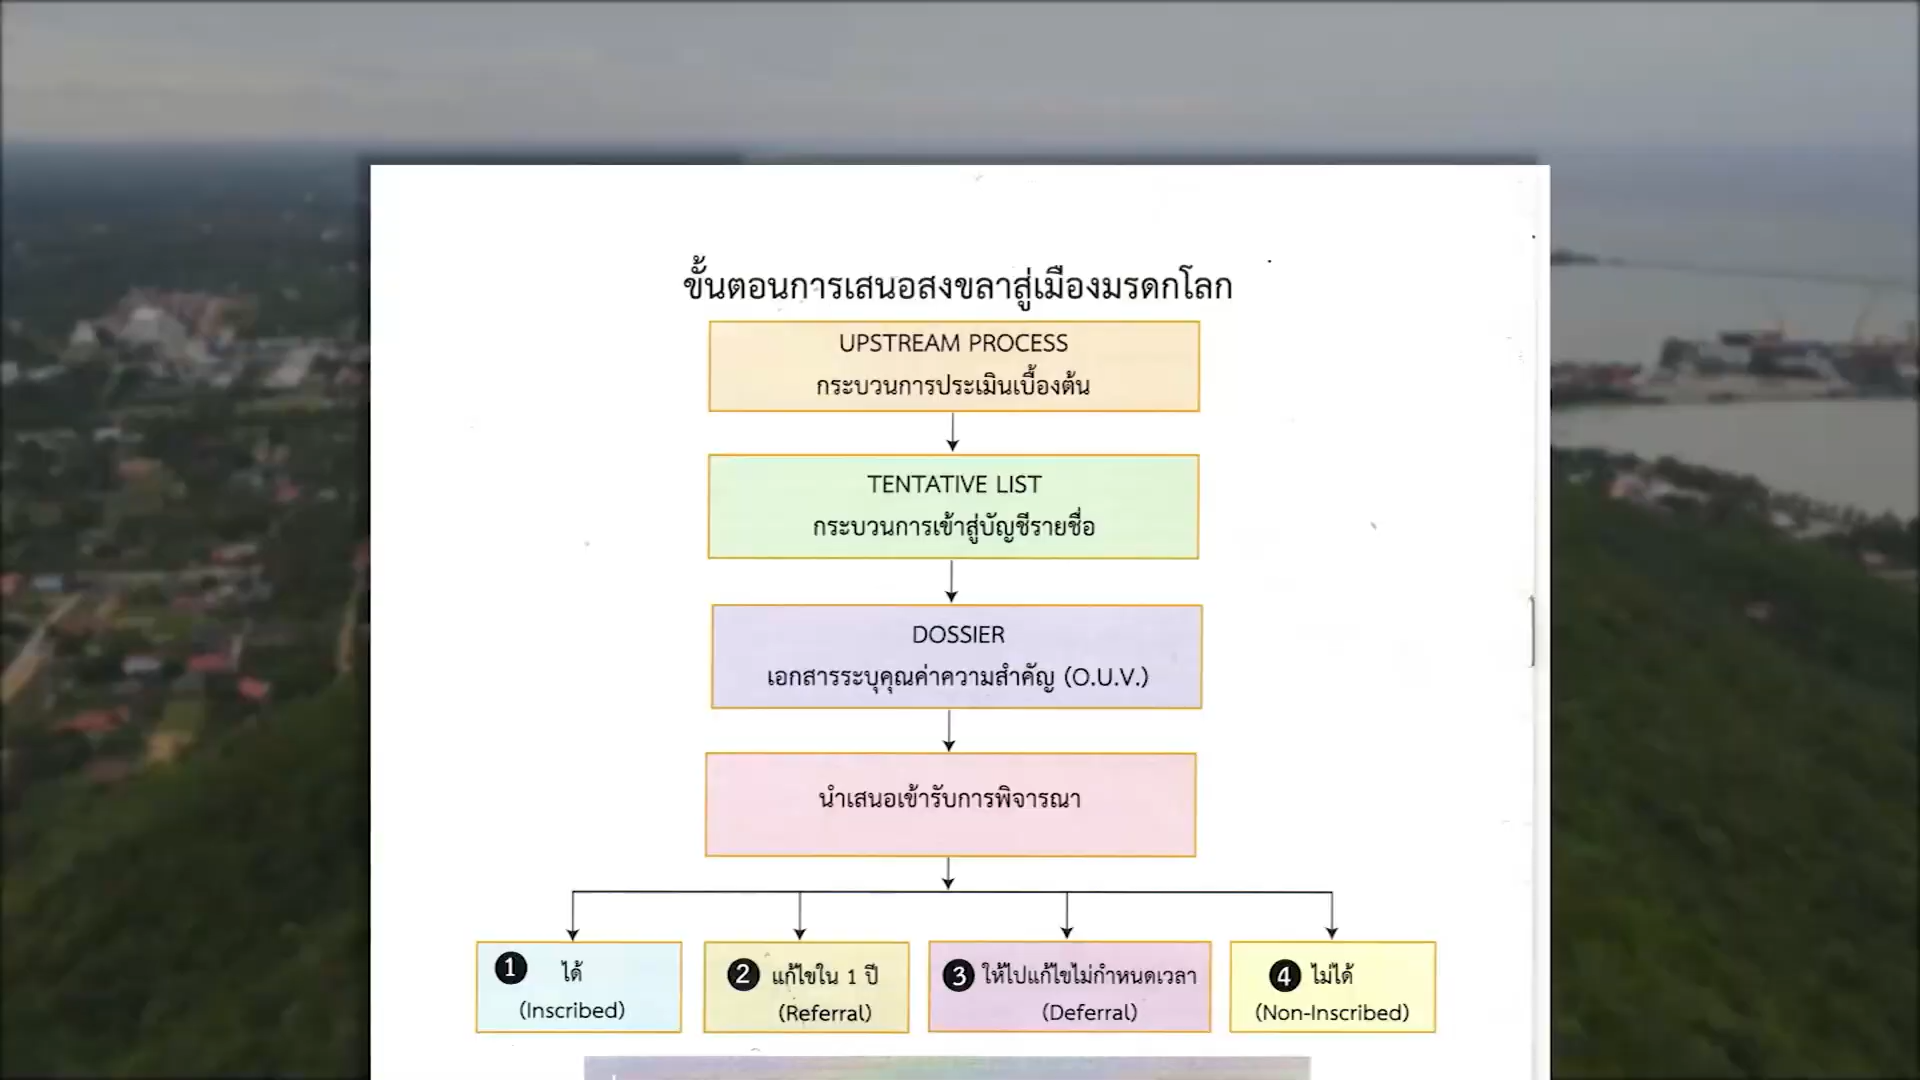 ขั้นตอนการเสนอสงขลาสู่เมืองมรดกโลก
UPSTREAM PROCESS
กระบวนการประเมินเบื้องต้น
TENTATIVE LIST
กระบวนการเข้าสู่บัญชีรายชื่อ
DOSSIER
เอกสารระบุคุณค่าความสำคัญ (O.U.V.)
นำเสนอเข้ารับการพิจารณา
1 ได้
(Inscribed)
2 แก้ไขใน 1 ปี
(Referral)
3 ให้ไปแก้ไขไม่กำหนดเวลา
(Deferral)
4 ไม่ได้
(Non-Inscribed)